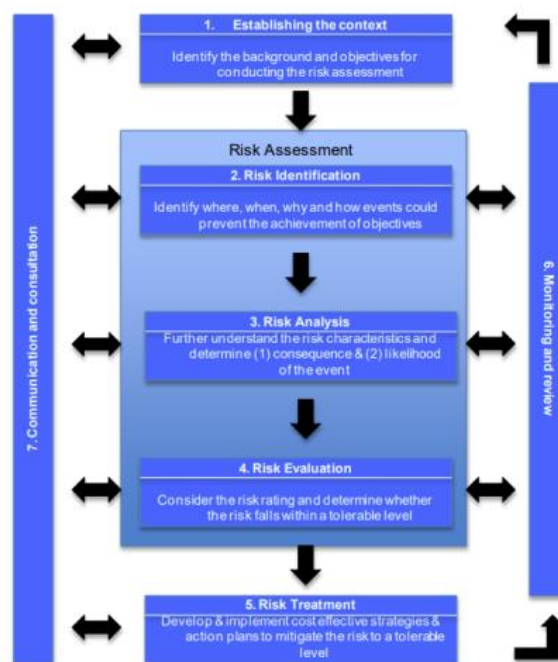 1. Establishing the context
Identify the background and objectives for
conducting the risk assessment
Risk Assessment
2. Risk Identification
Identify where, when, why and how events could
prevent the achievement of objectives
3. Risk Analysis
Further understand the risk characteristics and
determine (1) consequence & (2) likelihood
of the event
4. Risk Evaluation
Consider the risk rating and determine whether
the risk falls within a tolerable level
5. Risk Treatment
Develop & implement cost effective strategies &
action plans to mitigate the risk to a tolerable
level
7. Communication and consultation
6. Monitoring and review